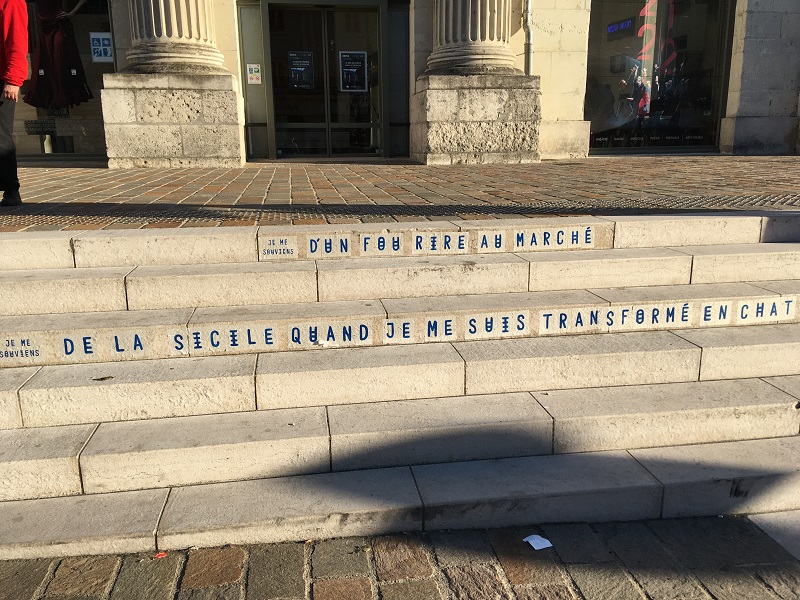 JE ME
SOUVIENS
D'UN FOU RIRE AU MARCHÉ
JE ME
SOUVIENS
DE LA SICILE QUAND JE ME SUIS TRANSFORMÉ EN CHAT